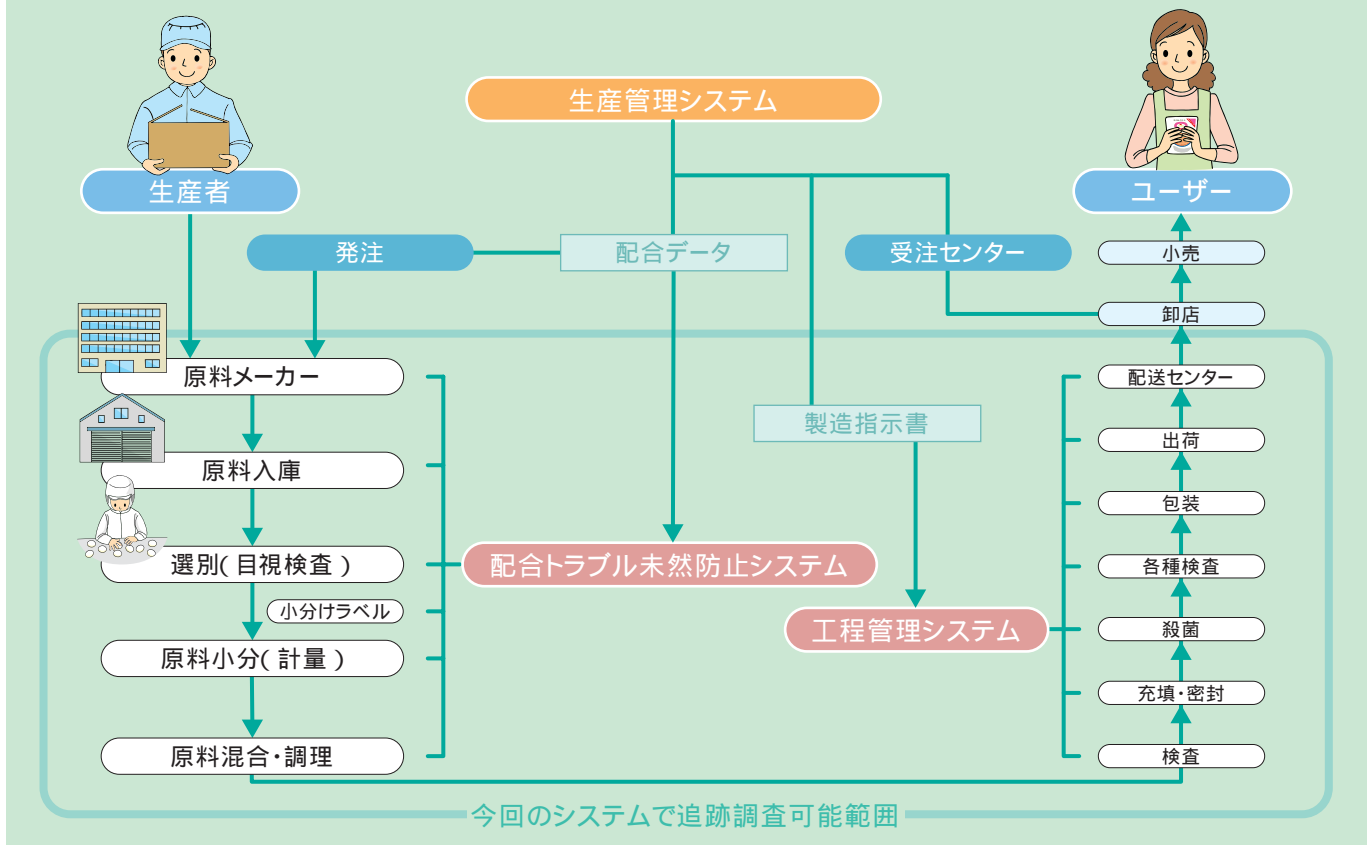 生産管理システム
生産者
ユーザー
発注
配合データ
受注センター
小売
卸店
原料メーカー
原料入庫
選別(目視検査)
小分けラベル
原料小分(計量)
原料混合・調理
製造指示書
配合トラブル未然防止システム
工程管理システム
配送センター
出荷
包装
各種検査
殺菌
充填・密封
検査
今回のシステムで追跡調査可能範囲